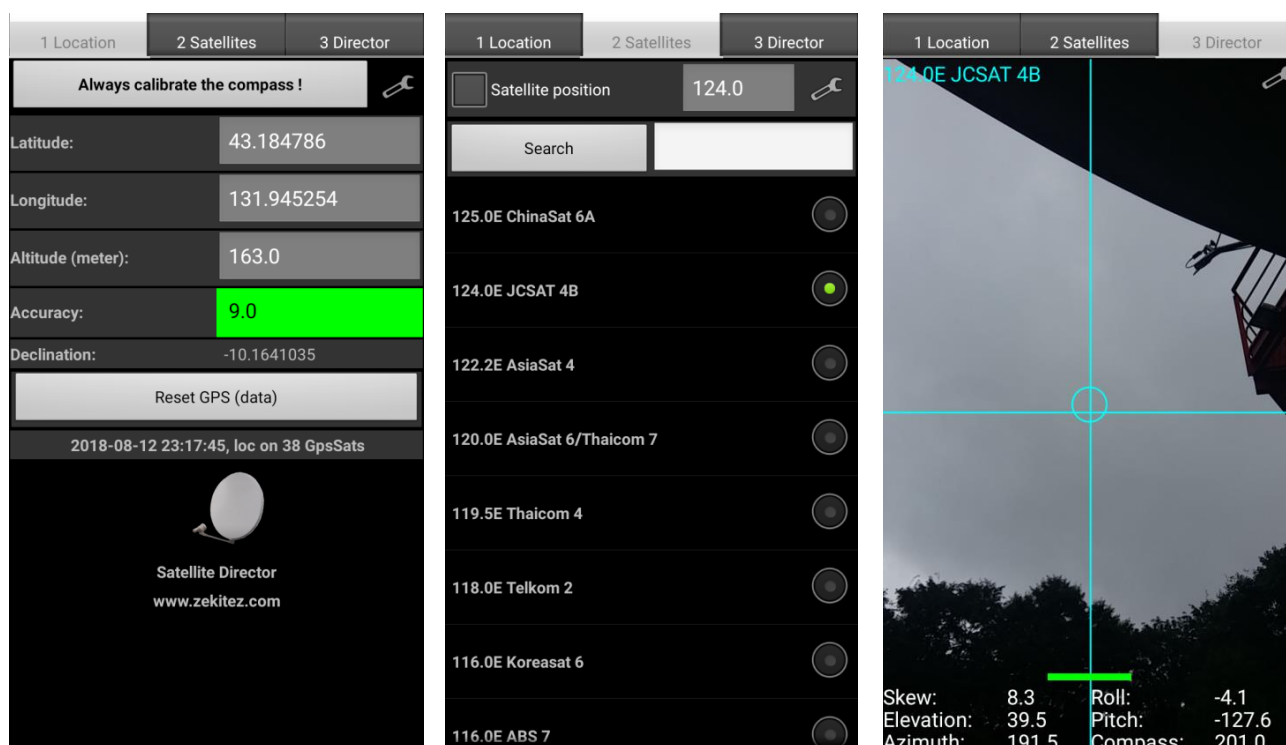 1 Location 2 Satellites 3 Director
Always calibrate the compass !
Latitude: 43.184786
Longitude: 131.945254
Altitude (meter): 163.0
Accuracy: 9.0
Declination: -10.1641035
Reset GPS (data)
2018-08-12 23:17:45, loc on 38 GpsSats
Satellite Director
www.zekitez.com
1 Location 2 Satellites 3 Director
Satellite position 124.0
Search
125.0E ChinaSat 6A
124.0E JCSAT 4B
122.2E AsiaSat 4
120.0E AsiaSat 6/Thaicom 7
119.5E Thaicom 4
118.0E Telkom 2
116.0E Koreasat 6
116.0E ABS 7
1 Location 2 Satellites 3 Director
124.0E JCSAT 4B
Skew: 8.3 Roll: -4.1
Elevation: 39.5 Pitch: -127.6
Azimuth: 191.5 Compass: 201.0